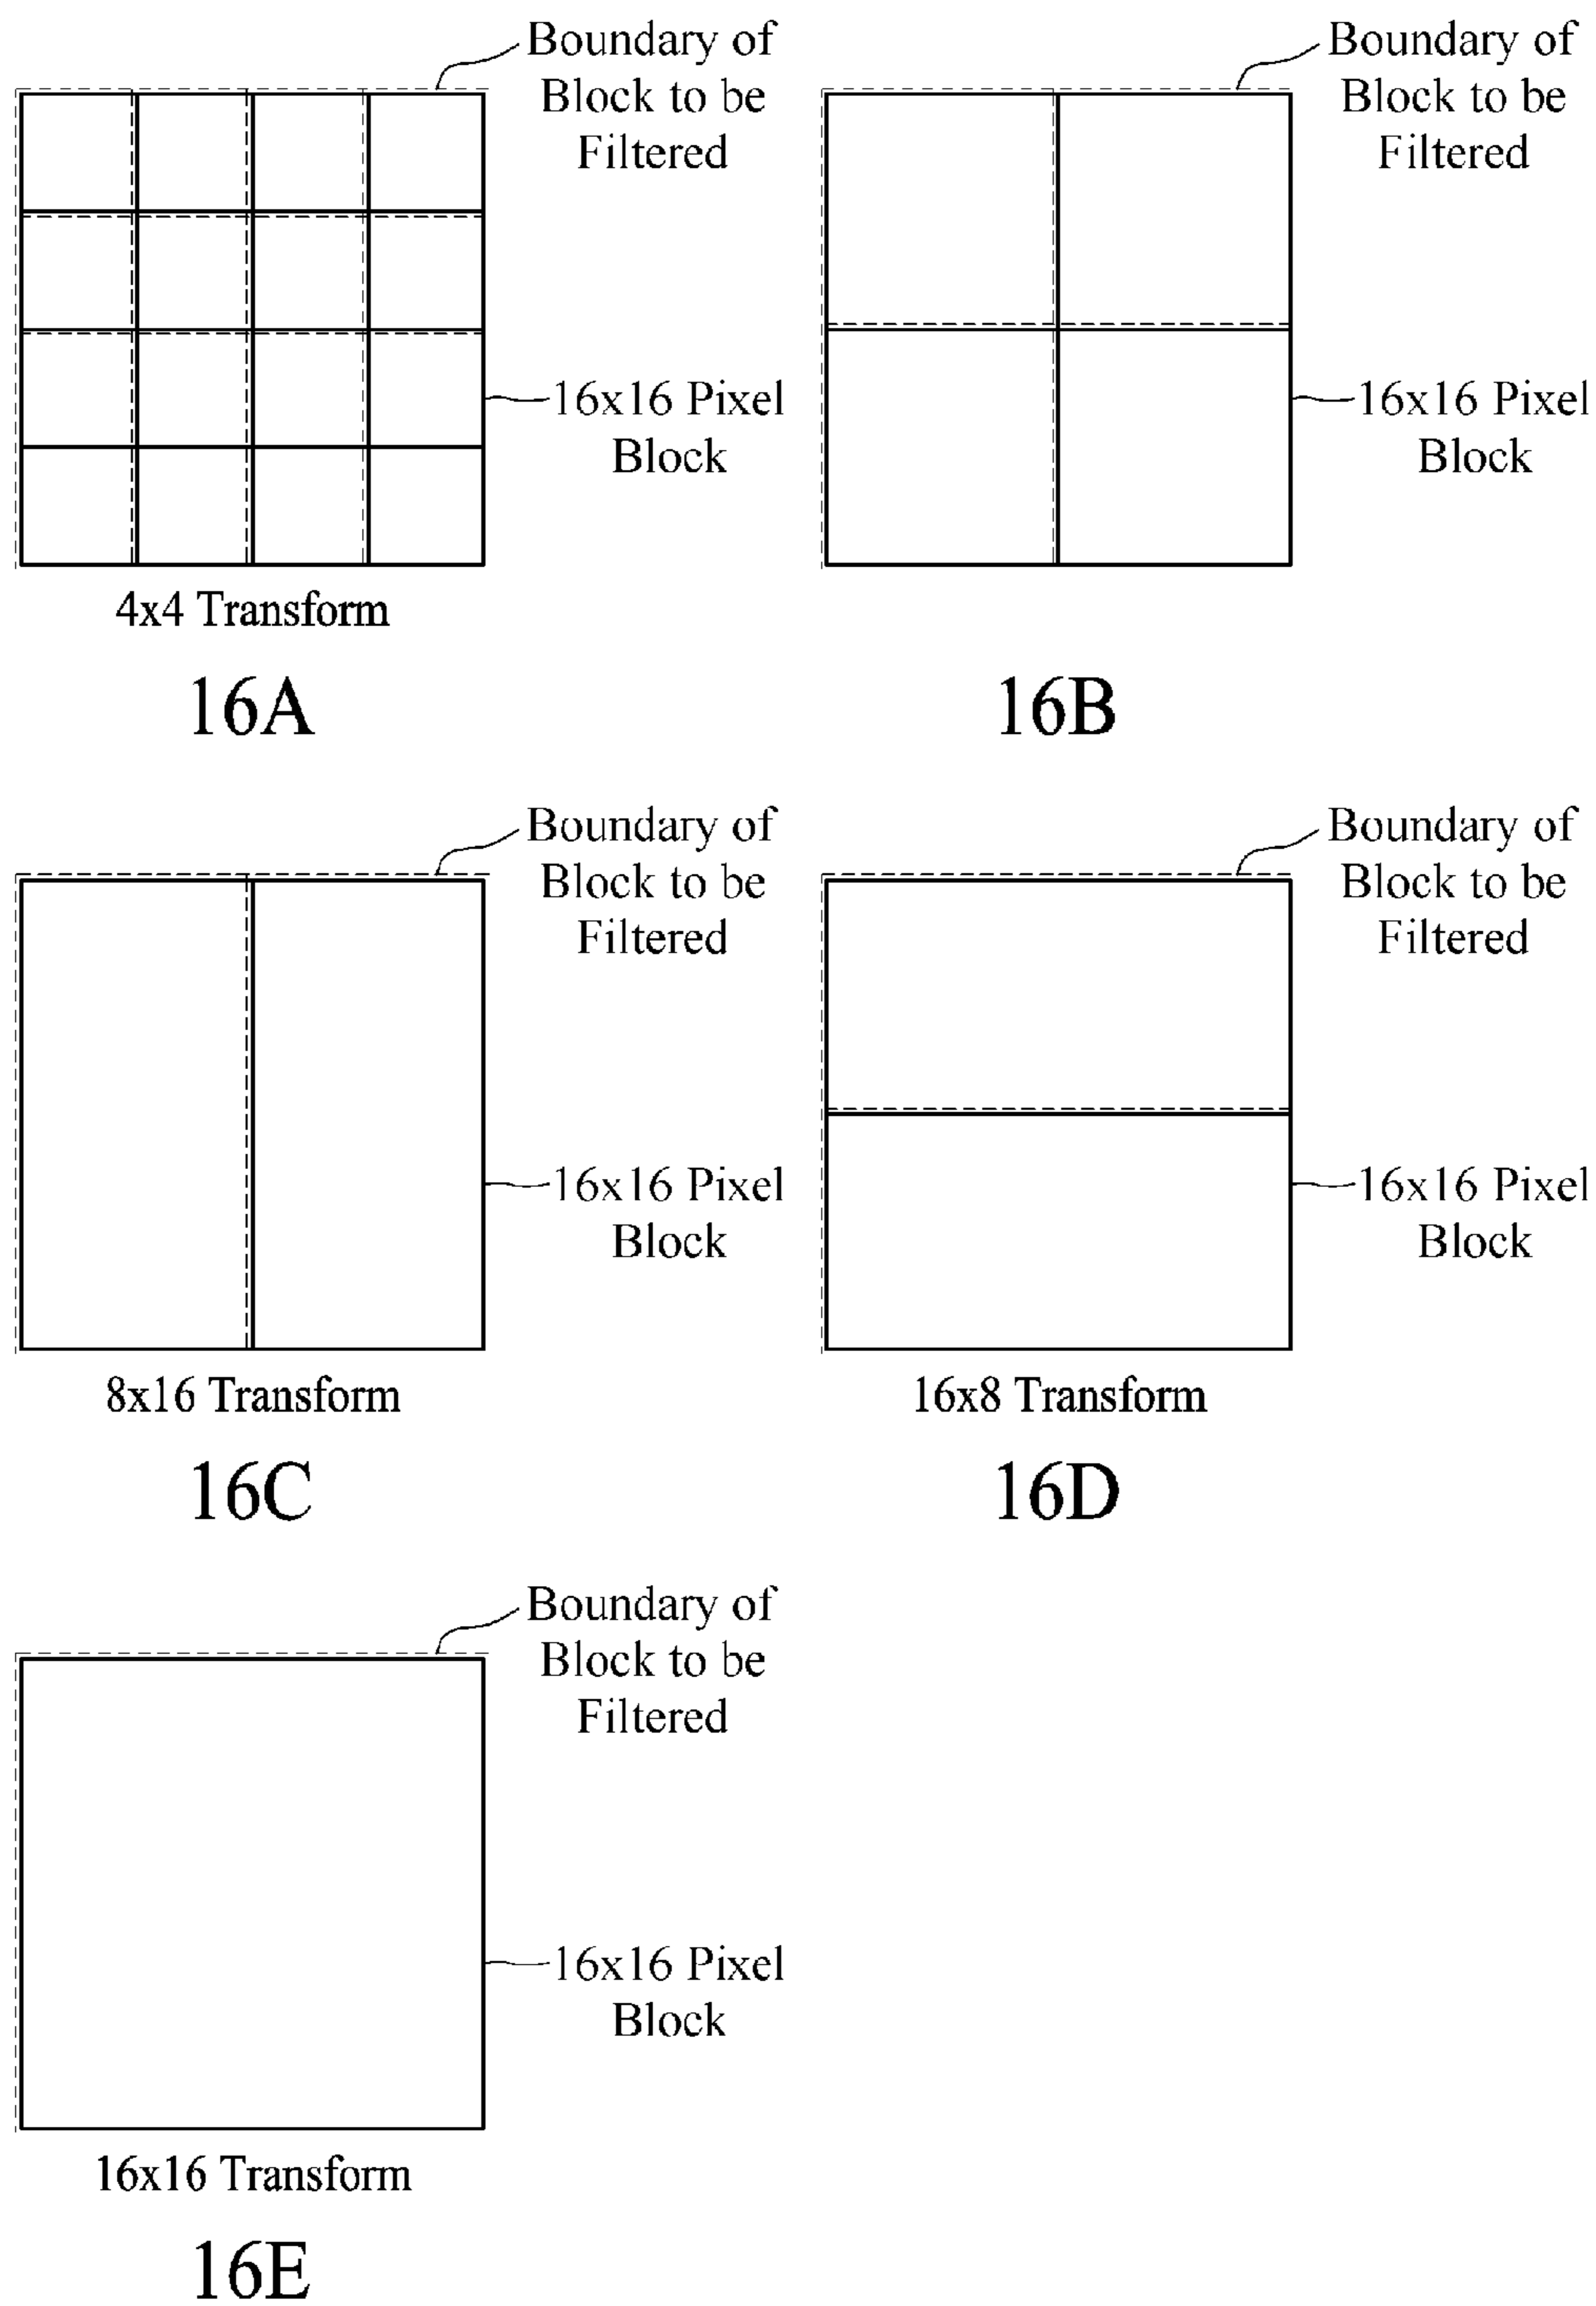 Boundary of
Block to be
Filtered
16x16 Pixel
Block
4x4 Transform
16A
Boundary of
Block to be
Filtered
16x16 Pixel
Block
16B
Boundary of
Block to be
Filtered
16x16 Pixel
Block
8x16 Transform
16C
Boundary of
Block to be
Filtered
16x16 Pixel
Block
16x8 Transform
16D
Boundary of
Block to be
Filtered
16x16 Pixel
Block
16x16 Transform
16E